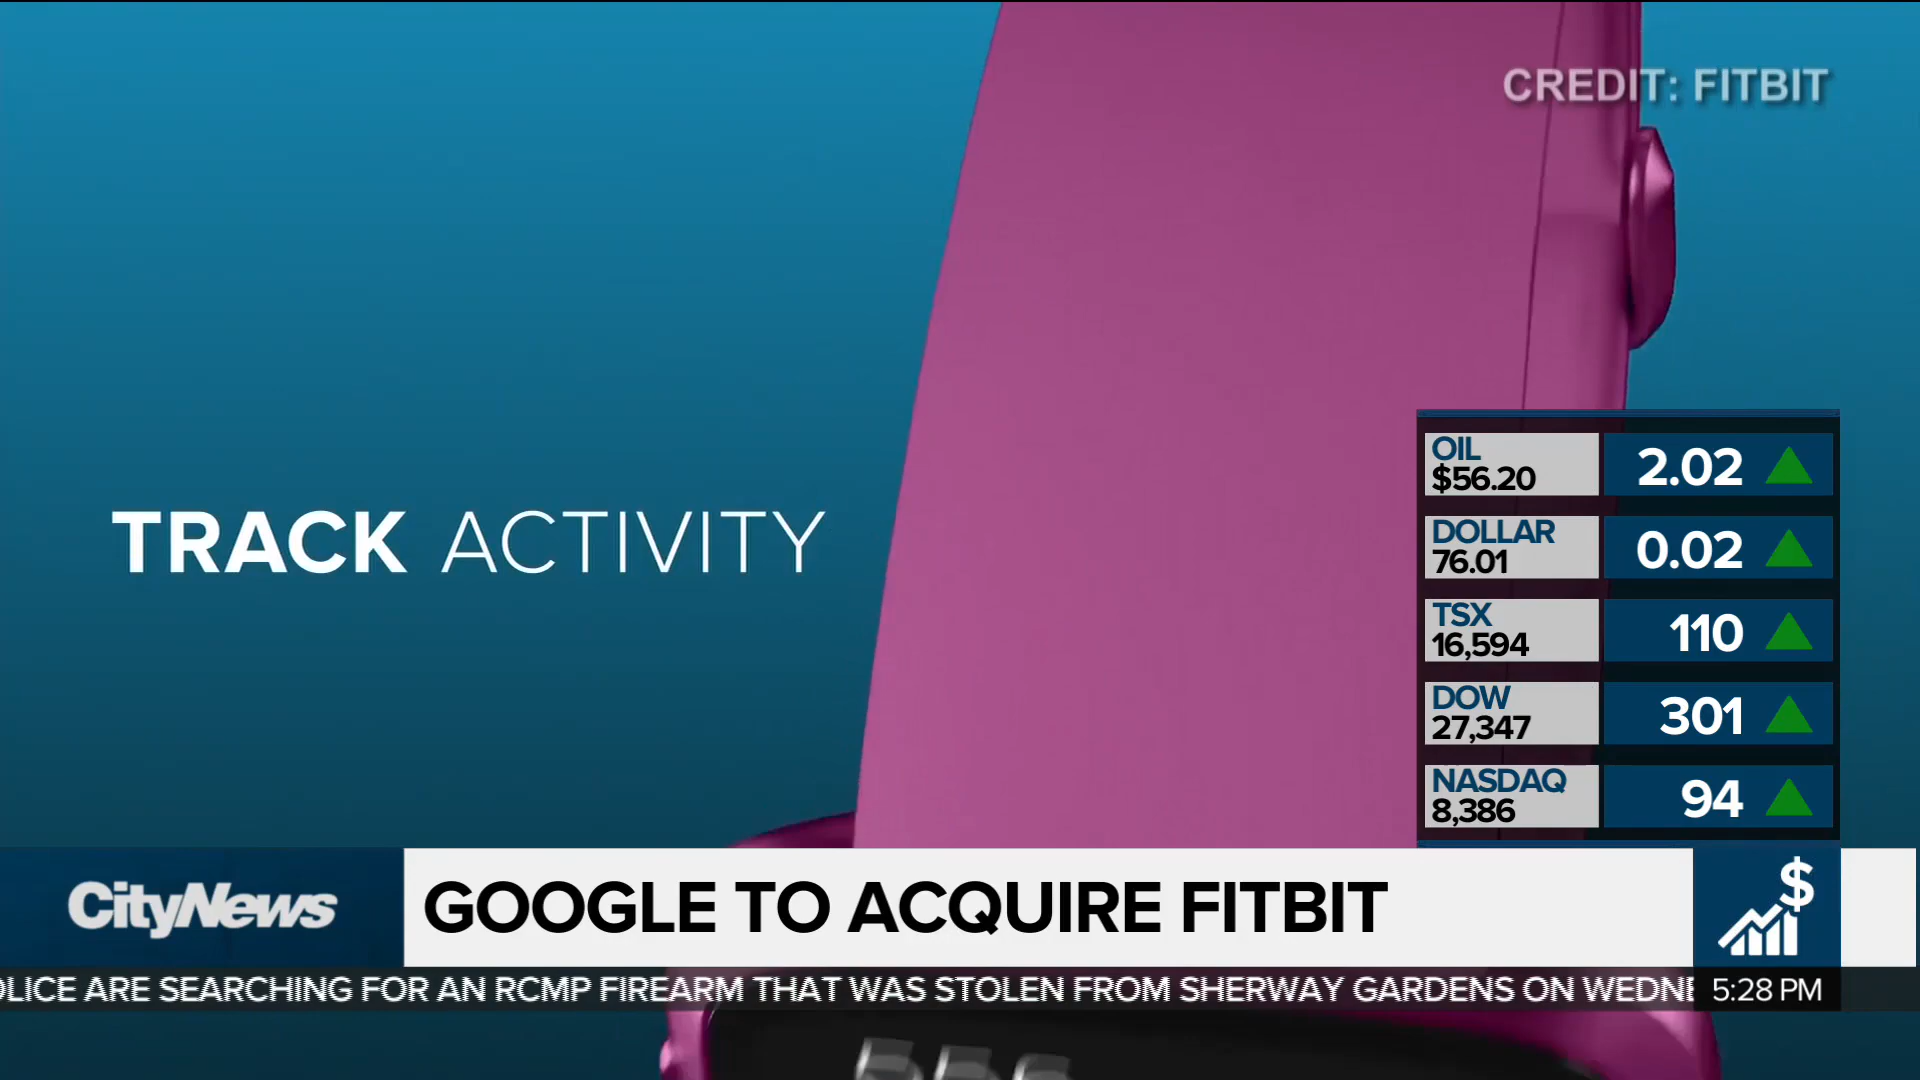 CREDIT: FITBIT
TRACK ACTIVITY
OIL
$56.20
2.02
DOLLAR
76.01
0.02
TSX
16,594
110
DOW
27,347
301
NASDAQ
8,386
94
CityNews
GOOGLE TO ACQUIRE FITBIT
$
ARE SEARCHING FOR AN RCMP FIREARM THAT WAS STOLEN FROM SHERWAY GARDENS ON
5:28 PM